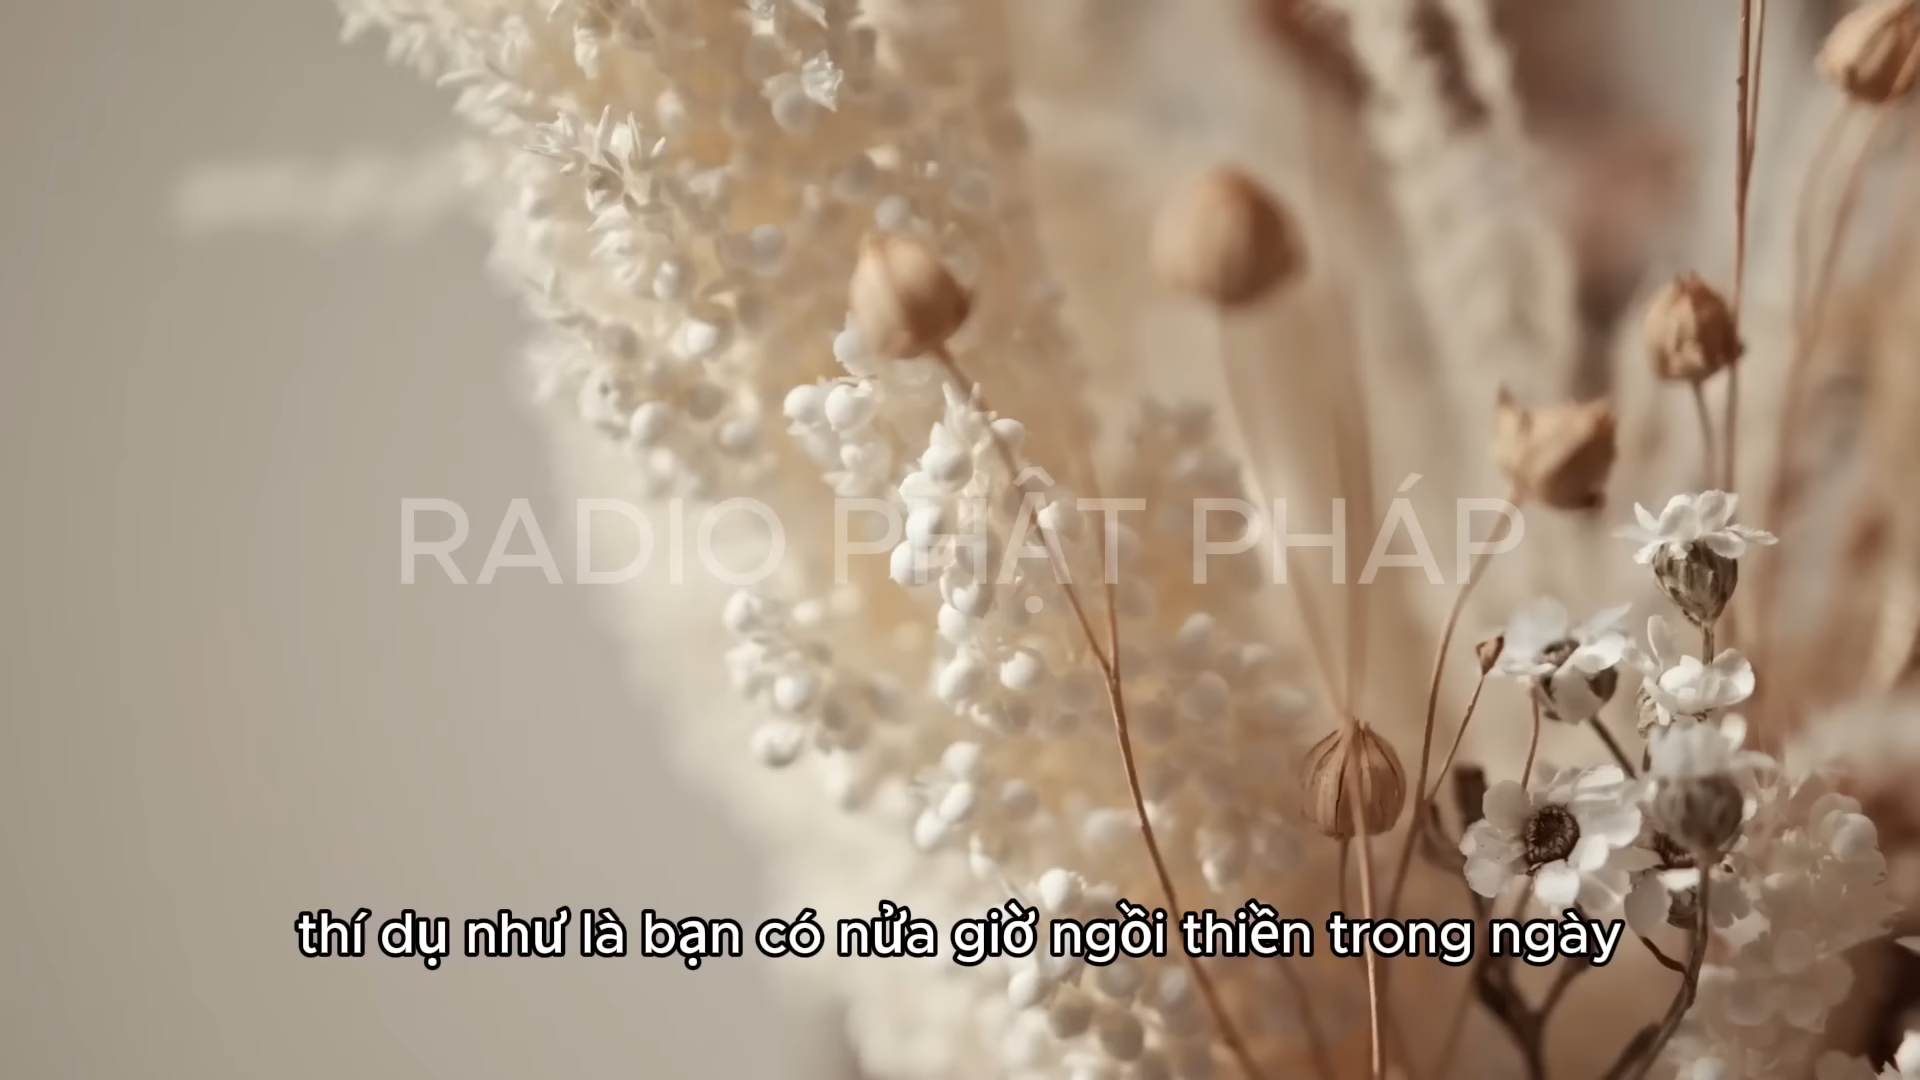 RADIO PHẬT PHÁP
thí dụ như là bạn có nửa giờ ngồi thiền trong ngày